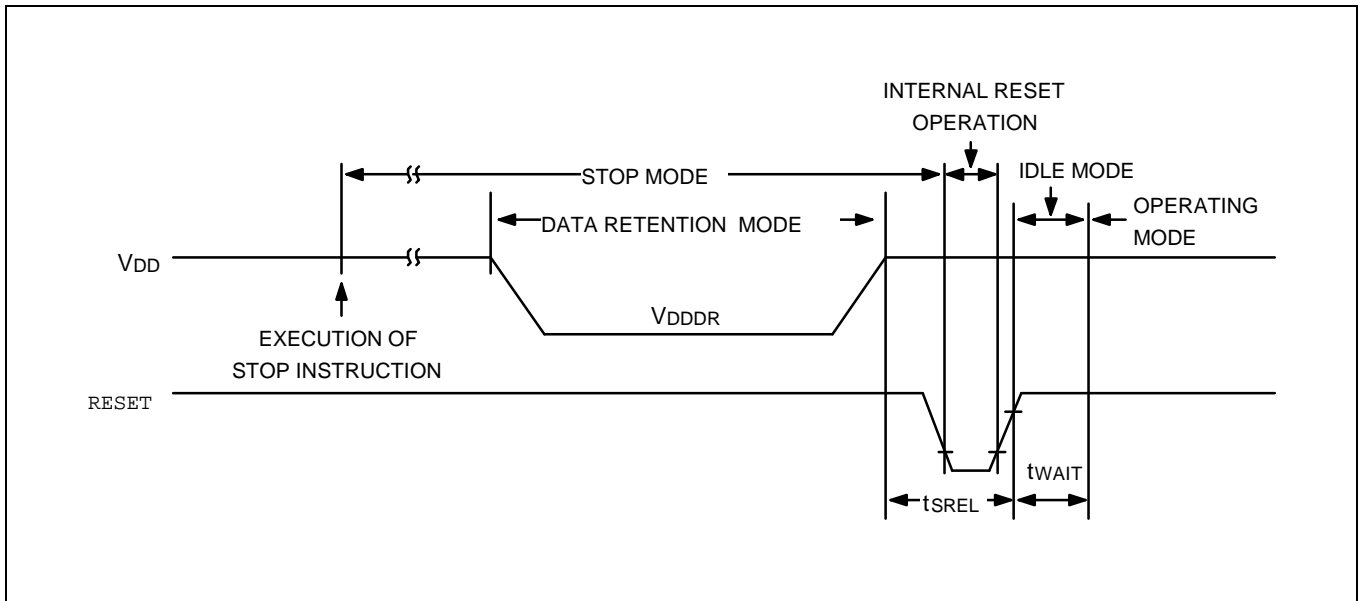 INTERNAL RESET
OPERATION
STOP MODE
IDLE MODE
DATA RETENTION MODE
OPERATING
MODE
VDD
VDDDR
EXECUTION OF
STOP INSTRUCTION
RESET
tWAIT
tSREL